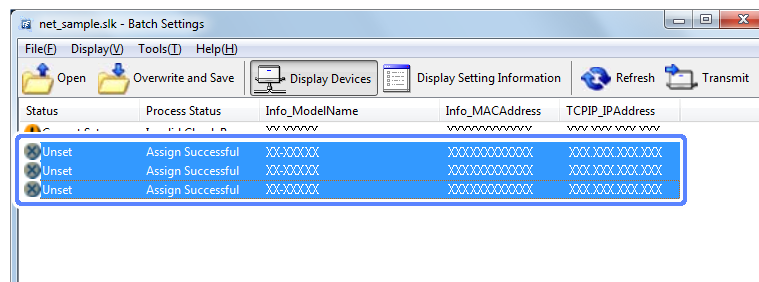 net_sample.slk - Batch Settings
File(F) Display(V) Tools(T) Help(H)
Open Overwrite and Save Display Devices Display Setting Information Refresh Transmit
Status Process Status Info_ModelName Info_MACAddress TCPIP_IPAddress
Unset Assign Successful XX-XXXXX XXXXXXXXXXXX XXX.XXX.XXX.XXX
Unset Assign Successful XX-XXXXX XXXXXXXXXXXX XXX.XXX.XXX.XXX
Unset Assign Successful XX-XXXXX XXXXXXXXXXXX XXX.XXX.XXX.XXX